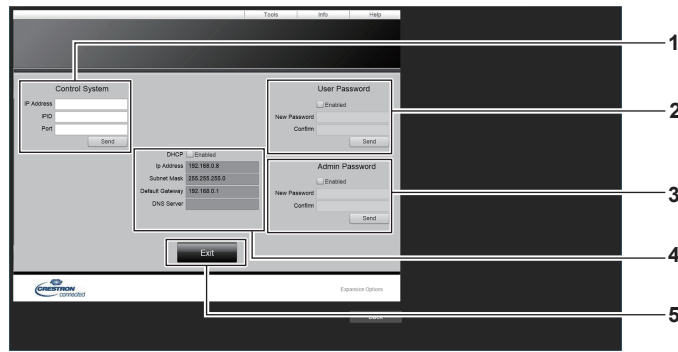 Tools Info Help
1
Control System
IP Address
IPID
Port
Send
User Password
Enabled
New Password
Confirm
Send
2
DHCP Enabled
Ip Address 192.168.0.8
Subnet Mask 255.255.255.0
Default Gateway 192.168.0.1
DNS Server
Admin Password
Enabled
New Password
Confirm
Send
3
4
Exit
CRESTRON
connected
Expansion Options
5
Back